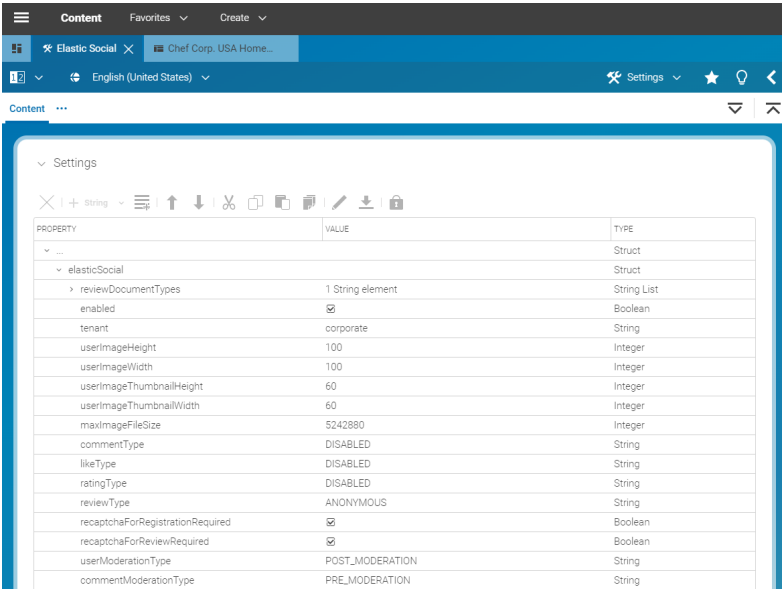 Content Favorites Create
Elastic Social Chef Corp. USA Home...
12 English (United States) Settings
Content ...
Settings
String
PROPERTY VALUE TYPE
... Struct
elasticSocial Struct
reviewDocumentTypes 1 String element String List
enabled Boolean
tenant corporate String
userImageHeight 100 Integer
userImageWidth 100 Integer
userImageThumbnailHeight 60 Integer
userImageThumbnailWidth 60 Integer
maxImageFileSize 5242880 Integer
commentType DISABLED String
likeType DISABLED String
ratingType DISABLED String
reviewType ANONYMOUS String
recaptchaForRegistrationRequired Boolean
recaptchaForReviewRequired Boolean
userModerationType POST_MODERATION String
commentModerationType PRE_MODERATION String